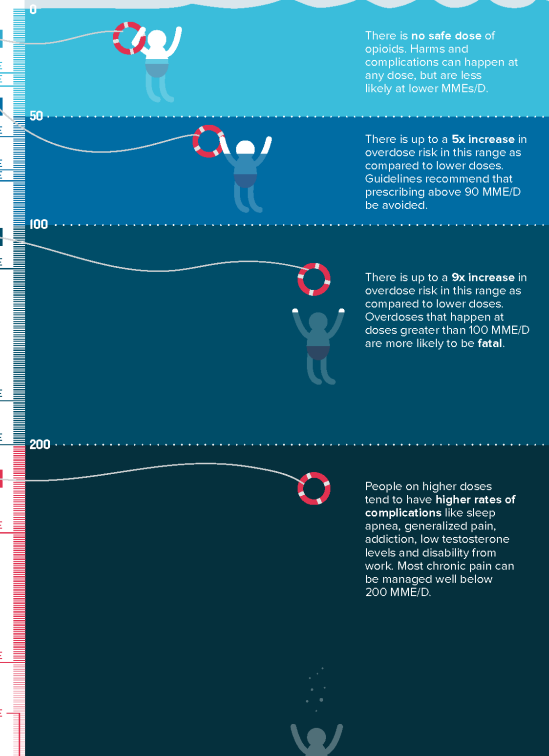 0
There is no safe dose of
opioids. Harms and
complications can happen at
any dose, but are less
likely at lower MMEs/D.
50
There is up to a 5x increase in
overdose risk in this range as
compared to lower doses.
Guidelines recommend that
prescribing above 90 MME/D
be avoided.
100
There is up to a 9x increase in
overdose risk in this range as
compared to lower doses.
Overdoses that happen at
doses greater than 100 MME/D
are more likely to be fatal.
200
People on higher doses
tend to have higher rates of
complications like sleep
apnea, generalized pain,
addiction, low testosterone
levels and disability from
work. Most chronic pain can
be managed well below
200 MME/D.